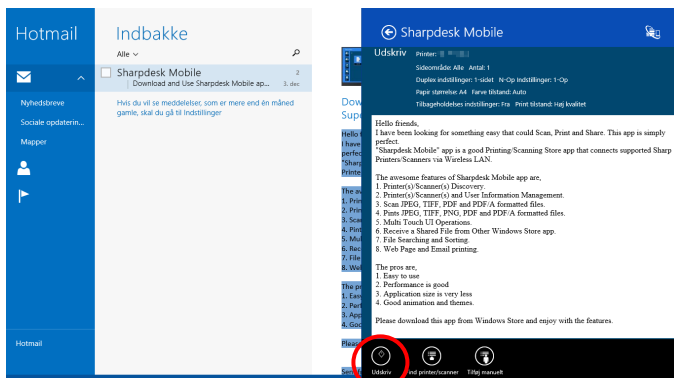 Hotmail
Nyhedsbreve
Sociale opdaterin...
Mapper
Hotmail
Indbakke
Alle
Sharpdesk Mobile 2
Download and Use Sharpdesk Mobile ap... 3. dec
Hvis du vil se meddelelser, som er mere end én måned
gamle, skal du gå til Indstillinger
Sharpdesk Mobile
Udskriv Printer:
Sideområde: Alle Antal: 1
Duplex indstillinger: 1-sidet N-Op Indstillinger: 1-Op
Papir størrelse: A4 Farve tilstand: Auto
Tilbageholdelses indstillinger: Fra Print tilstand: Høj kvalitet
Hello friends,
I have been looking for something easy that could Scan, Print and Share. This app is simply
perfect.
"Sharpdesk Mobile" app is a good Printing/Scanning Store app that connects supported Sharp
Printers/Scanners via Wireless LAN.
The awesome features of Sharpdesk Mobile app are,
1. Printer(s)/Scanner(s) Discovery.
2. Printer(s)/Scanner(s) and User Information Management.
3. Scan JPEG, TIFF, PDF and PDF/A formatted files.
4. Pints JPEG, TIFF, PNG, PDF and PDF/A formatted files.
5. Multi Touch UI Operations.
6. Receive a Shared File from Other Windows Store app.
7. File Searching and Sorting.
8. Web Page and Email printing.
The pros are,
1. Easy to use
2. Performance is good
3. Application size is very less
4. Good animation and themes.
Please download this app from Windows Store and enjoy with the features.
Udskriv
ind printer/scanner
Tilføj manuelt